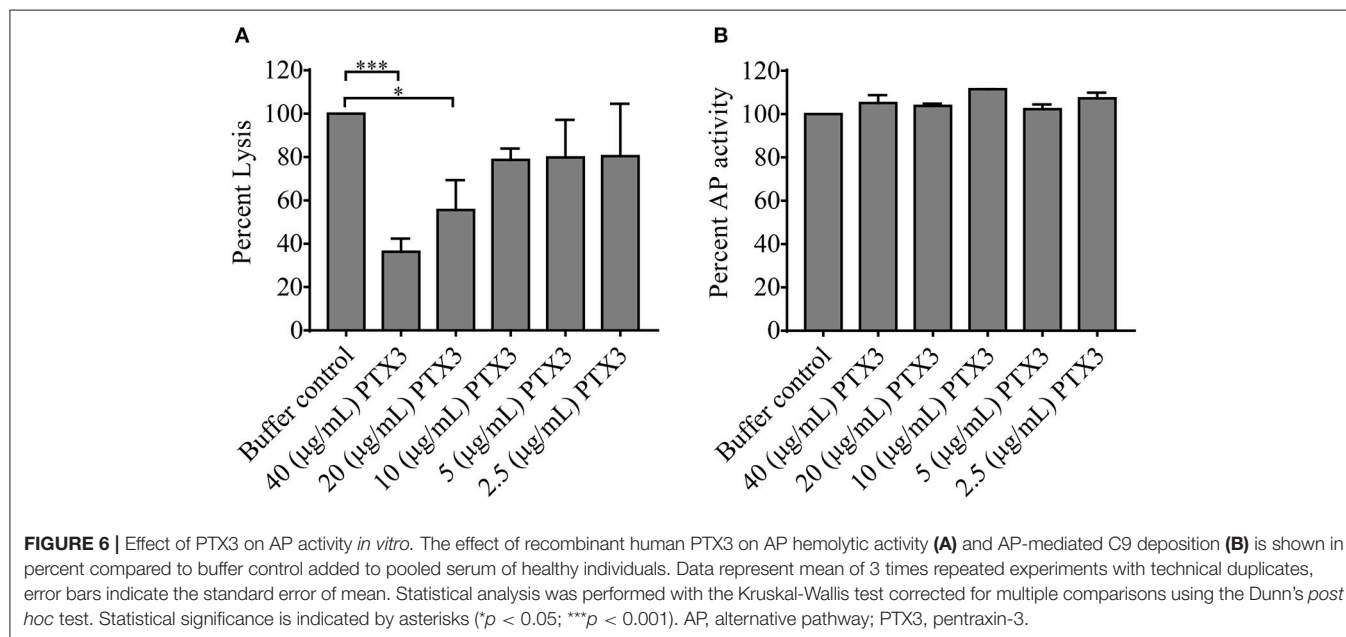 A
120
100
80
60
40
20
0
Percent Lysis
***
*
Buffer control
40 (µg/mL) PTX3
20 (µg/mL) PTX3
10 (µg/mL) PTX3
5 (µg/mL) PTX3
2.5 (µg/mL) PTX3
B
120
100
80
60
40
20
0
Percent AP activity
Buffer control
40 (µg/mL) PTX3
20 (µg/mL) PTX3
10 (µg/mL) PTX3
5 (µg/mL) PTX3
2.5 (µg/mL) PTX3
FIGURE 6 | Effect of PTX3 on AP activity in vitro. The effect of recombinant human PTX3 on AP hemolytic activity (A) and AP-mediated C9 deposition (B) is shown in
percent compared to buffer control added to pooled serum of healthy individuals. Data represent mean of 3 times repeated experiments with technical duplicates,
error bars indicate the standard error of mean. Statistical analysis was performed with the Kruskal-Wallis test corrected for multiple comparisons using the Dunn's post
hoc test. Statistical significance is indicated by asterisks (*p < 0.05; ***p < 0.001). AP, alternative pathway; PTX3, pentraxin-3.